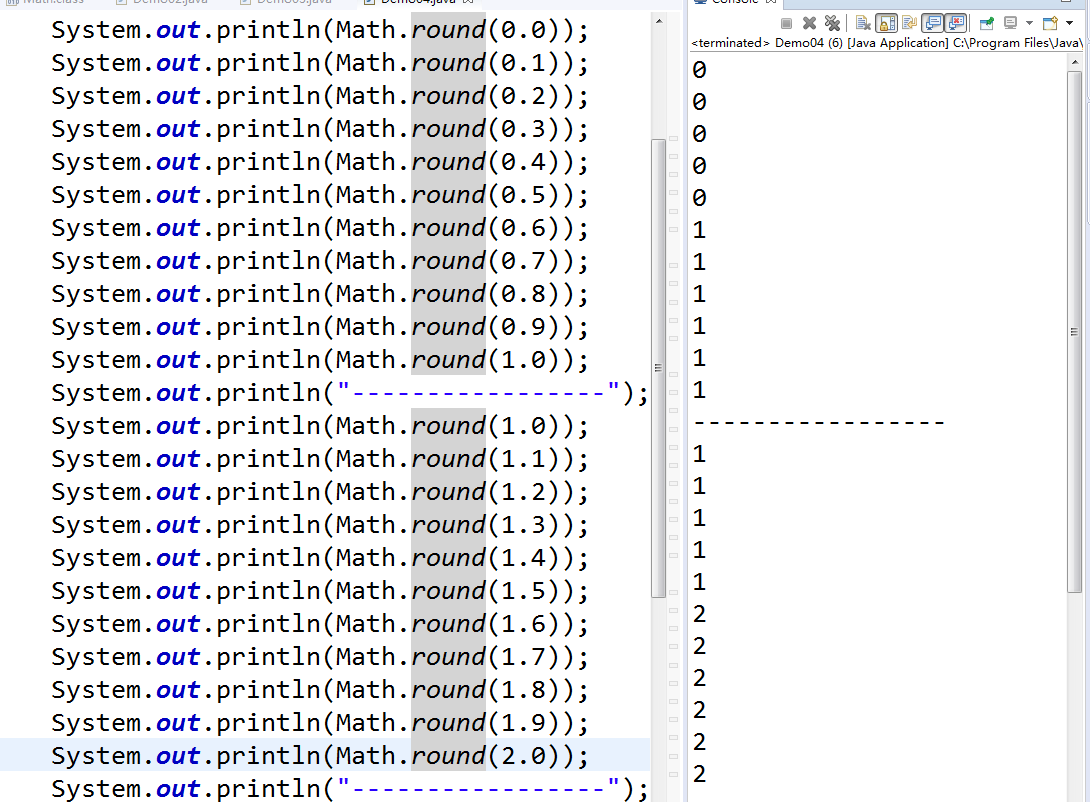 Math.class Demo02.java Demo03.java Demo04.java
System.out.println(Math.round(0.0));
System.out.println(Math.round(0.1));
System.out.println(Math.round(0.2));
System.out.println(Math.round(0.3));
System.out.println(Math.round(0.4));
System.out.println(Math.round(0.5));
System.out.println(Math.round(0.6));
System.out.println(Math.round(0.7));
System.out.println(Math.round(0.8));
System.out.println(Math.round(0.9));
System.out.println(Math.round(1.0));
System.out.println("-----------------");
System.out.println(Math.round(1.0));
System.out.println(Math.round(1.1));
System.out.println(Math.round(1.2));
System.out.println(Math.round(1.3));
System.out.println(Math.round(1.4));
System.out.println(Math.round(1.5));
System.out.println(Math.round(1.6));
System.out.println(Math.round(1.7));
System.out.println(Math.round(1.8));
System.out.println(Math.round(1.9));
System.out.println(Math.round(2.0));
System.out.println("-----------------");
Console
<terminated> Demo04 (6) [Java Application] C:\Program Files\Java\
0
0
0
0
0
1
1
1
1
1
1
-----------------
1
1
1
1
1
2
2
2
2
2
2